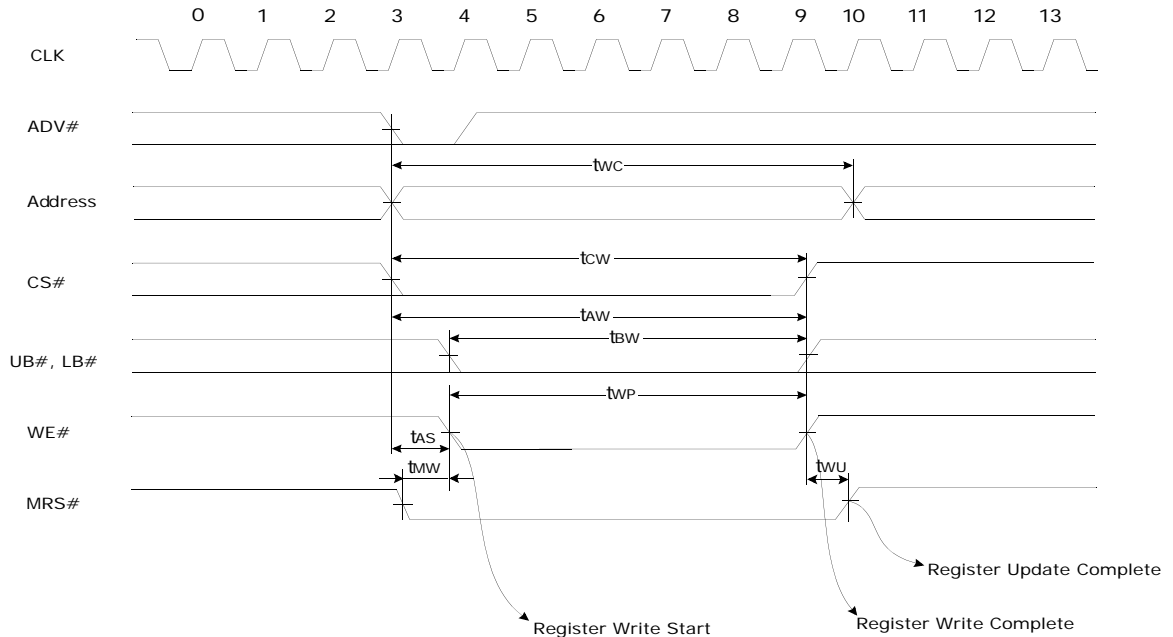 0 1 2 3 4 5 6 7 8 9 10 11 12 13
CLK
ADV#
tWC
Address
CS#
tCW
tAW
tBW
UB#, LB#
tWP
WE#
tAS
tMW
tWU
MRS#
Register Update Complete
Register Write Complete
Register Write Start